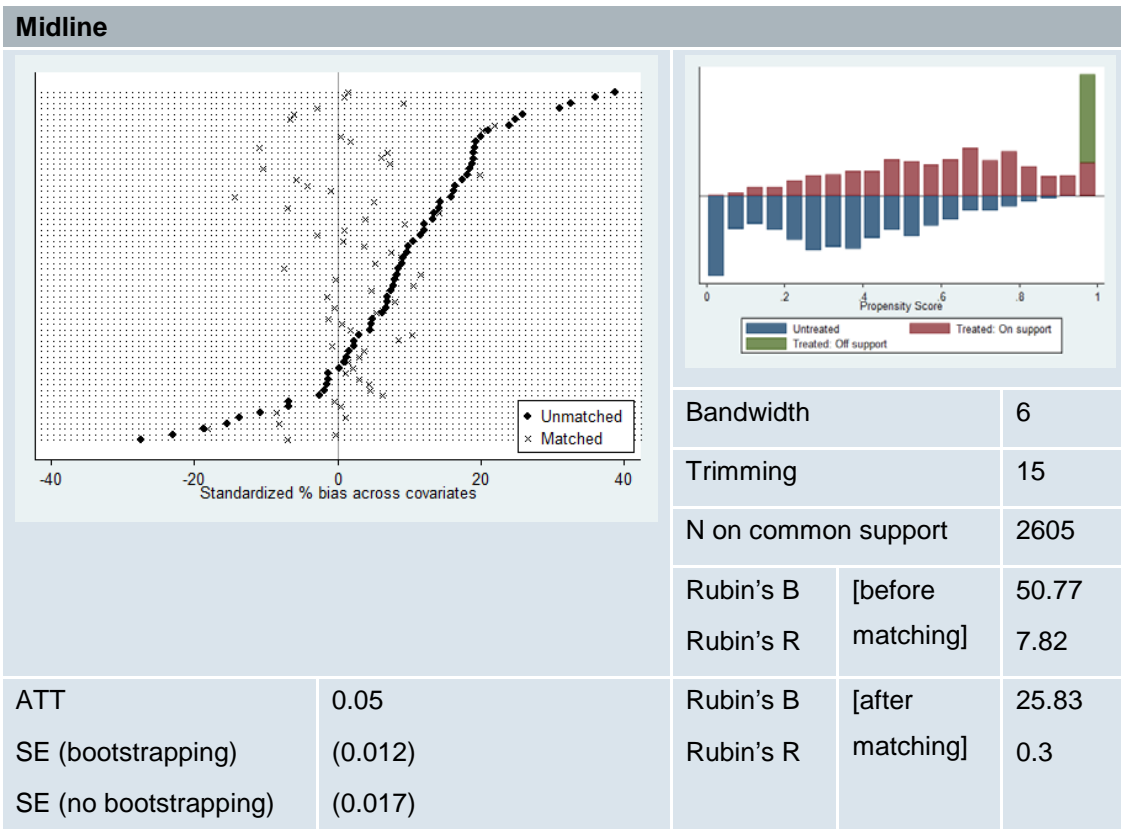 Midline
Unmatched
Matched
-40 -20 0 20 40
Standardized % bias across covariates
0 .2 .4 .6 .8 1
Propensity Score
Untreated Treated: On support
Treated: Off support
Bandwidth 6
Trimming 15
N on common support 2605
Rubin’s B [before 50.77
Rubin’s R matching] 7.82
ATT 0.05 Rubin’s B [after 25.83
SE (bootstrapping) (0.012) Rubin’s R matching] 0.3
SE (no bootstrapping) (0.017)